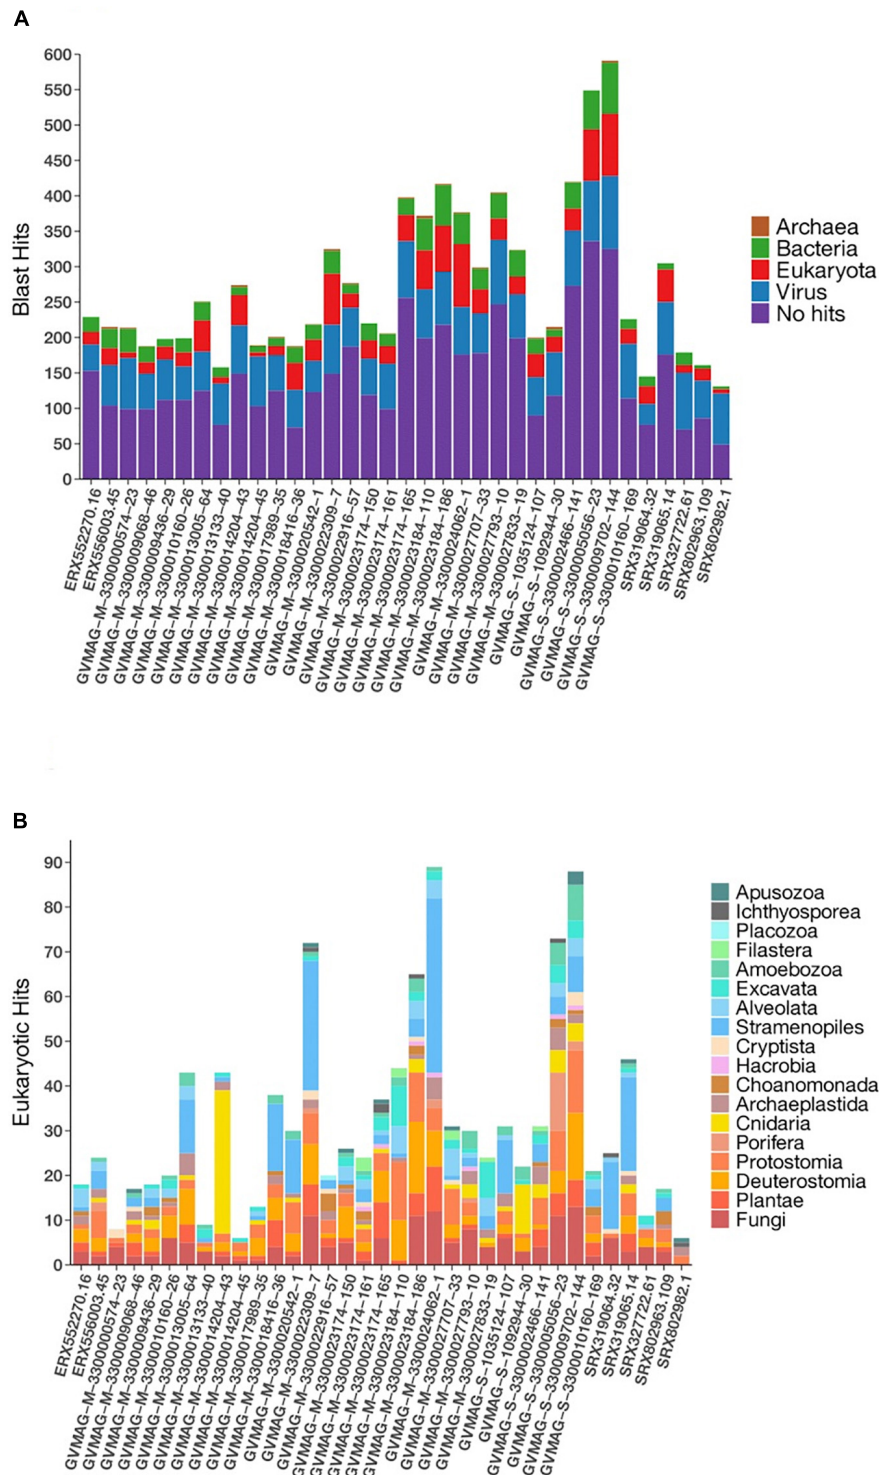 A
600
550
500
450
400
350
300
250
200
150
100
50
0
Blast Hits
Archaea
Bacteria
Eukaryota
Virus
No hits
ERX552270.16
ERX556003.45
GVMAG-M-3300000574-23
GVMAG-M-3300009068-46
GVMAG-M-3300009436-29
GVMAG-M-3300010160-26
GVMAG-M-3300013005-64
GVMAG-M-3300013133-40
GVMAG-M-3300014204-43
GVMAG-M-3300014204-45
GVMAG-M-3300017989-35
GVMAG-M-3300018416-36
GVMAG-M-3300020542-1
GVMAG-M-3300022309-7
GVMAG-M-3300022916-57
GVMAG-M-3300023174-150
GVMAG-M-3300023174-161
GVMAG-M-3300023174-165
GVMAG-M-3300023184-110
GVMAG-M-3300023184-186
GVMAG-M-3300024062-1
GVMAG-M-3300027707-33
GVMAG-M-3300027793-10
GVMAG-M-3300027833-19
GVMAG-S-1035124-107
GVMAG-S-1092944-30
GVMAG-S-3300002466-141
GVMAG-S-3300005056-23
GVMAG-S-3300009702-144
GVMAG-S-3300010160-169
SRX319064.32
SRX319065.14
SRX327722.61
SRX802963.109
SRX802982.1
B
90
80
70
60
50
40
30
20
10
0
Eukaryotic Hits
Apusozoa
Ichthyosporea
Placozoa
Filastera
Amoebozoa
Excavata
Alveolata
Stramenopiles
Cryptista
Hacrobia
Choanomonada
Archaeplastida
Cnidaria
Porifera
Protostomia
Deuterostomia
Plantae
Fungi
ERX552270.16
ERX556003.45
GVMAG-M-3300000574-23
GVMAG-M-3300009068-46
GVMAG-M-3300009436-29
GVMAG-M-3300010160-26
GVMAG-M-3300013005-64
GVMAG-M-3300013133-40
GVMAG-M-3300014204-43
GVMAG-M-3300014204-45
GVMAG-M-3300017989-35
GVMAG-M-3300018416-36
GVMAG-M-3300020542-1
GVMAG-M-3300022309-7
GVMAG-M-3300022916-57
GVMAG-M-3300023174-150
GVMAG-M-3300023174-161
GVMAG-M-3300023174-165
GVMAG-M-3300023184-110
GVMAG-M-3300023184-186
GVMAG-M-3300024062-1
GVMAG-M-3300027707-33
GVMAG-M-3300027793-10
GVMAG-M-3300027833-19
GVMAG-S-1035124-107
GVMAG-S-1092944-30
GVMAG-S-3300002466-141
GVMAG-S-3300005056-23
GVMAG-S-3300009702-144
GVMAG-S-3300010160-169
SRX319064.32
SRX319065.14
SRX327722.61
SRX802963.109
SRX802982.1